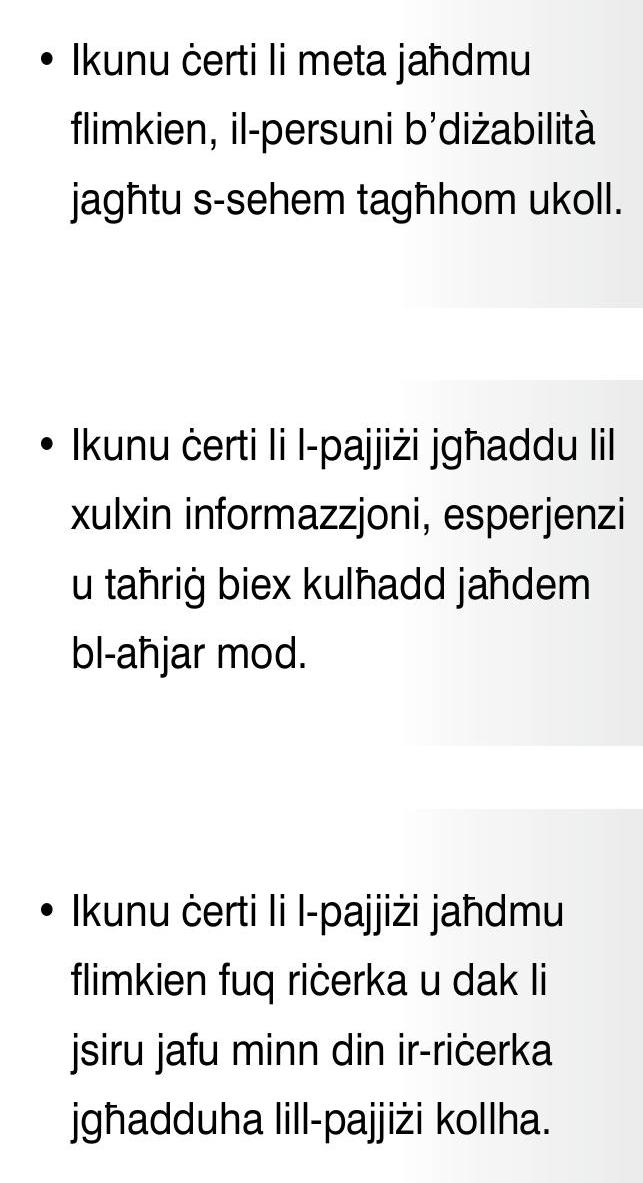 • Ikunu ċerti li meta jaħdmu
flimkien, il-persuni b’diżabilità
jagħtu s-sehem tagħhom ukoll.
• Ikunu ċerti li l-pajjiżi jgħaddu lil
xulxin informazzjoni, esperjenzi
u taħriġ biex kulħadd jaħdem
bl-aħjar mod.
• Ikunu ċerti li l-pajjiżi jaħdmu
flimkien fuq riċerka u dak li
jsiru jafu minn din ir-riċerka
jgħadduha lill-pajjiżi kollha.